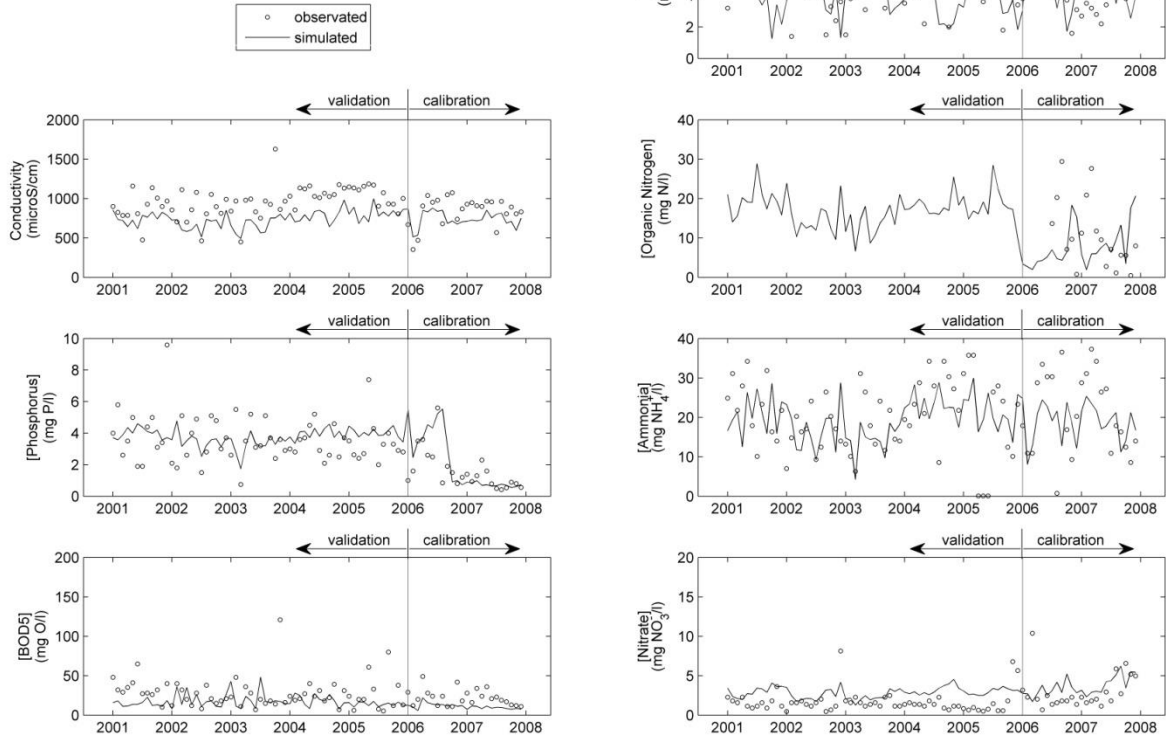 observated
simulated
2
0
2001 2002 2003 2004 2005 2006 2007 2008
validation calibration
Conductivity
(microS/cm)
2000
1500
1000
500
0
2001 2002 2003 2004 2005 2006 2007 2008
validation calibration
[Organic Nitrogen]
(mg N/l)
40
30
20
10
0
2001 2002 2003 2004 2005 2006 2007 2008
validation calibration
[Phosphorus]
(mg P/l)
10
8
6
4
2
0
2001 2002 2003 2004 2005 2006 2007 2008
validation calibration
[Ammonia]
(mg NH4+/l)
40
30
20
10
0
2001 2002 2003 2004 2005 2006 2007 2008
validation calibration
[BOD5]
(mg O/l)
200
150
100
50
0
2001 2002 2003 2004 2005 2006 2007 2008
validation calibration
[Nitrate]
(mg NO3-/l)
20
15
10
5
0
2001 2002 2003 2004 2005 2006 2007 2008